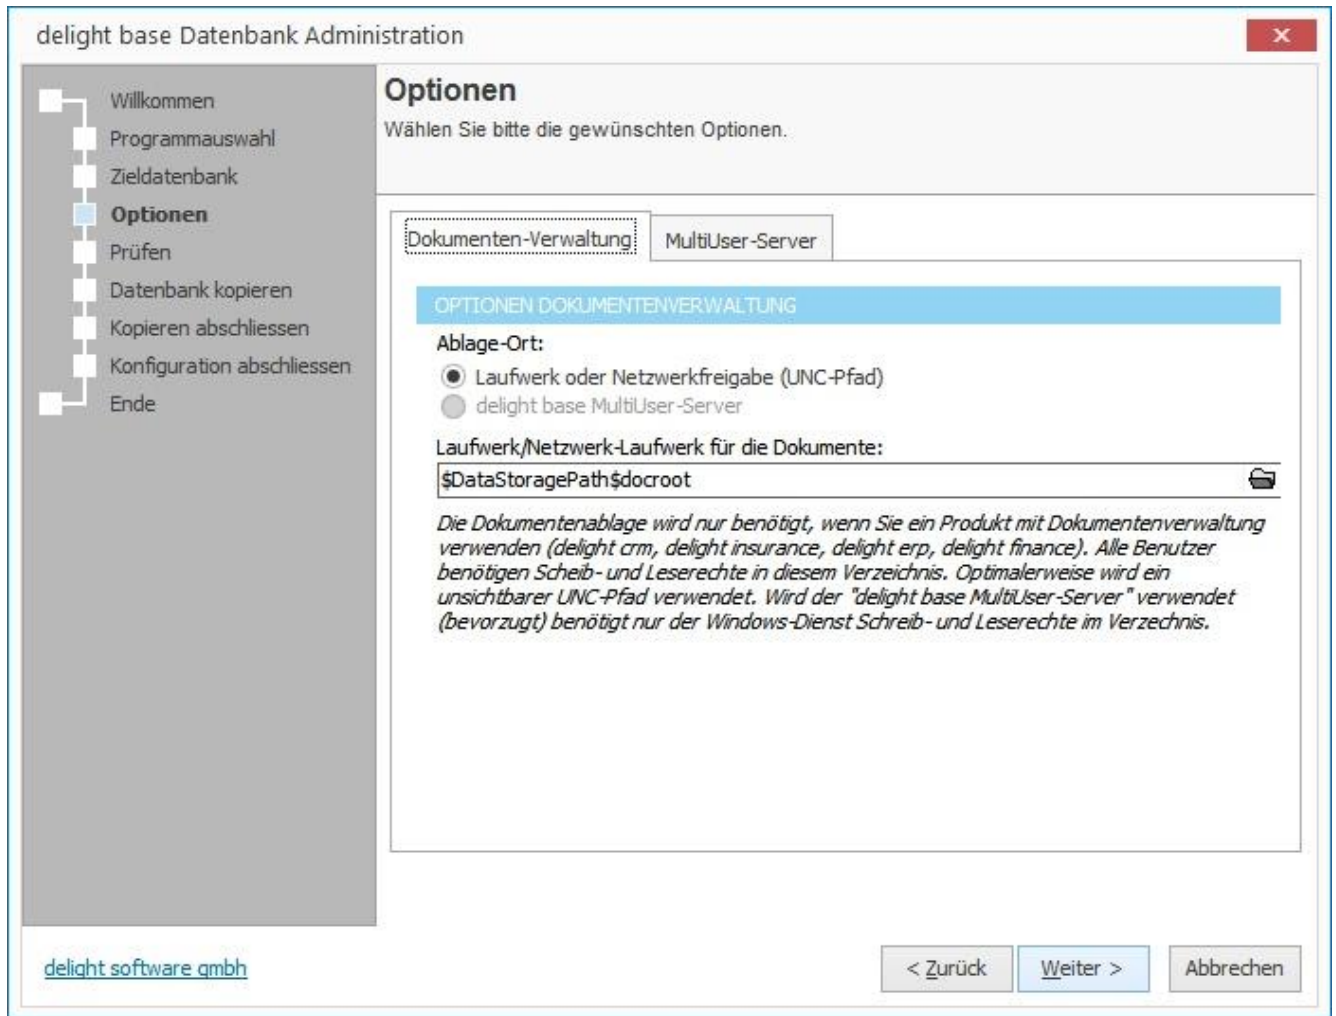 delight base Datenbank Administration
Willkommen
Programmauswahl
Zieldatenbank
Optionen
Prüfen
Datenbank kopieren
Kopieren abschliessen
Konfiguration abschliessen
Ende
Optionen
Wählen Sie bitte die gewünschten Optionen.
Dokumenten-Verwaltung
MultiUser-Server
OPTIONEN DOKUMENTENVERWALTUNG
Ablage-Ort:
Laufwerk oder Netzwerkfreigabe (UNC-Pfad)
delight base MultiUser-Server
Laufwerk/Netzwerk-Laufwerk für die Dokumente:
$DataStoragePath$docroot
Die Dokumentenablage wird nur benötigt, wenn Sie ein Produkt mit Dokumentenverwaltung
verwenden (delight crm, delight insurance, delight erp, delight finance). Alle Benutzer
benötigen Scheib- und Leserechte in diesem Verzeichnis. Optimalerweise wird ein
unsichtbarer UNC-Pfad verwendet. Wird der "delight base MultiUser-Server" verwendet
(bevorzugt) benötigt nur der Windows-Dienst Schreib- und Leserechte im Verzechnis.
delight software gmbh
< Zurück
Weiter >
Abbrechen